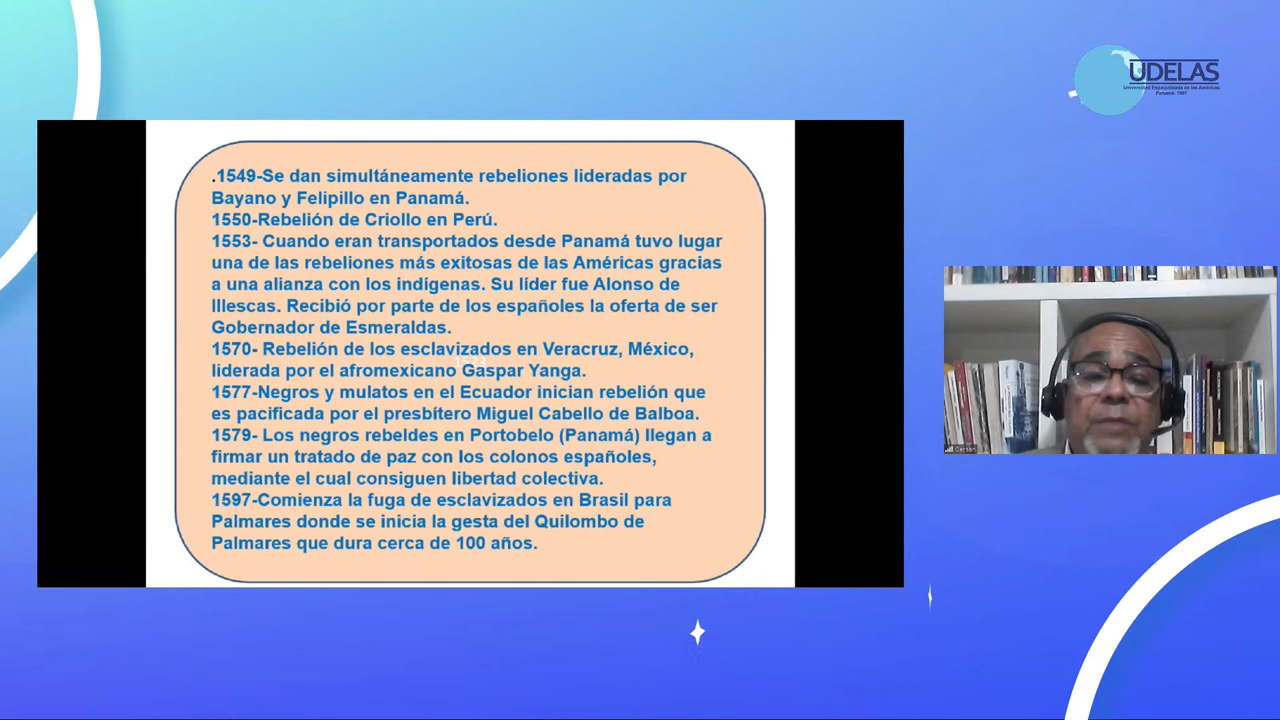 UDELAS
Universidad Especializada de las Américas
Panamá 1997
.1549-Se dan simultáneamente rebeliones lideradas por
Bayano y Felipillo en Panamá.
1550-Rebelión de Criollo en Perú.
1553- Cuando eran transportados desde Panamá tuvo lugar
una de las rebeliones más exitosas de las Américas gracias
a una alianza con los indígenas. Su líder fue Alonso de
Illescas. Recibió por parte de los españoles la oferta de ser
Gobernador de Esmeraldas.
1570- Rebelión de los esclavizados en Veracruz, México,
liderada por el afromexicano Gaspar Yanga.
1577-Negros y mulatos en el Ecuador inician rebelión que
es pacificada por el presbítero Miguel Cabello de Balboa.
1579- Los negros rebeldes en Portobelo (Panamá) llegan a
firmar un tratado de paz con los colonos españoles,
mediante el cual consiguen libertad colectiva.
1597-Comienza la fuga de esclavizados en Brasil para
Palmares donde se inicia la gesta del Quilombo de
Palmares que dura cerca de 100 años.